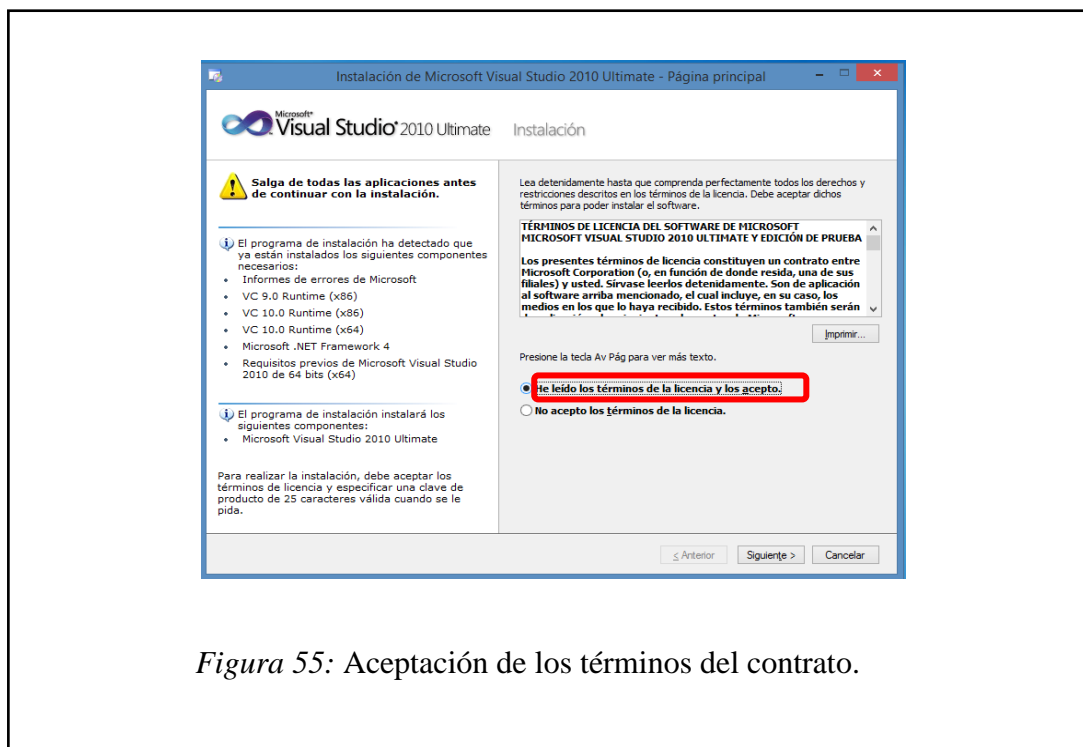 Instalación de Microsoft Visual Studio 2010 Ultimate - Página principal
Microsoft®
Visual Studio® 2010 Ultimate
Instalación
Salga de todas las aplicaciones antes
de continuar con la instalación.
El programa de instalación ha detectado que
ya están instalados los siguientes componentes
necesarios:
• Informes de errores de Microsoft
• VC 9.0 Runtime (x86)
• VC 10.0 Runtime (x86)
• VC 10.0 Runtime (x64)
• Microsoft .NET Framework 4
• Requisitos previos de Microsoft Visual Studio
2010 de 64 bits (x64)
El programa de instalación instalará los
siguientes componentes:
• Microsoft Visual Studio 2010 Ultimate
Para realizar la instalación, debe aceptar los
términos de licencia y especificar una clave de
producto de 25 caracteres válida cuando se le
pida.
Lea detenidamente hasta que comprenda perfectamente todos los derechos y
restricciones descritos en los términos de la licencia. Debe aceptar dichos
términos para poder instalar el software.
TÉRMINOS DE LICENCIA DEL SOFTWARE DE MICROSOFT
MICROSOFT VISUAL STUDIO 2010 ULTIMATE Y EDICIÓN DE PRUEBA
Los presentes términos de licencia constituyen un contrato entre
Microsoft Corporation (o, en función de donde resida, una de sus
filiales) y usted. Sírvase leerlos detenidamente. Son de aplicación
al software arriba mencionado, el cual incluye, en su caso, los
medios en los que lo haya recibido. Estos términos también serán
Imprimir...
Presione la tecla Av Pág para ver más texto.
He leído los términos de la licencia y los acepto.
No acepto los términos de la licencia.
< Anterior
Siguiente >
Cancelar
Figura 55: Aceptación de los términos del contrato.